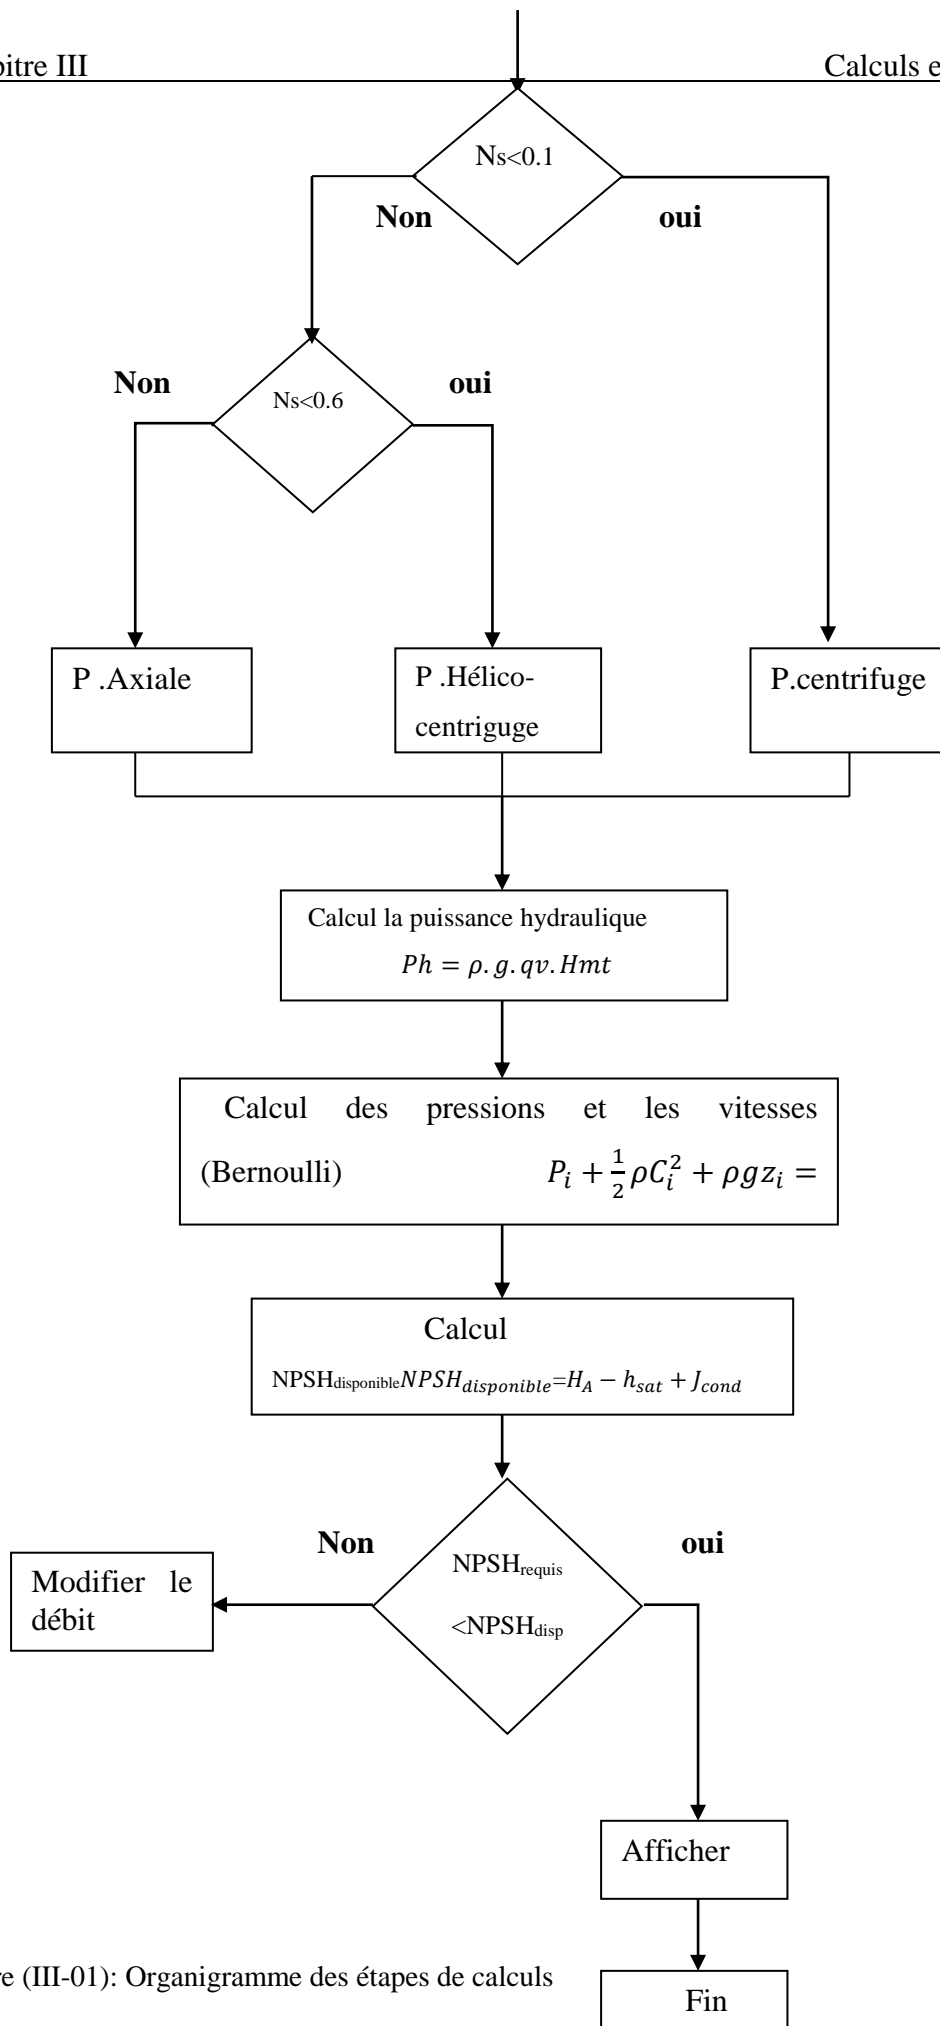 pitre III Calculs e
Ns<0.1
Non oui
Non oui
Ns<0.6
P .Axiale
P .Hélico-
centriguge
P.centrifuge
Calcul la puissance hydraulique
Ph = ρ. g. qv. Hmt
Calcul des pressions et les vitesses
(Bernoulli) P_i + 1/2 ρC_i^2 + ρgz_i =
Calcul
NPSHdisponibleNPSH_disponible=H_A − h_sat + J_cond
Non oui
NPSHrequis
<NPSHdisp
Modifier le
débit
Afficher
re (III-01): Organigramme des étapes de calculs
Fin